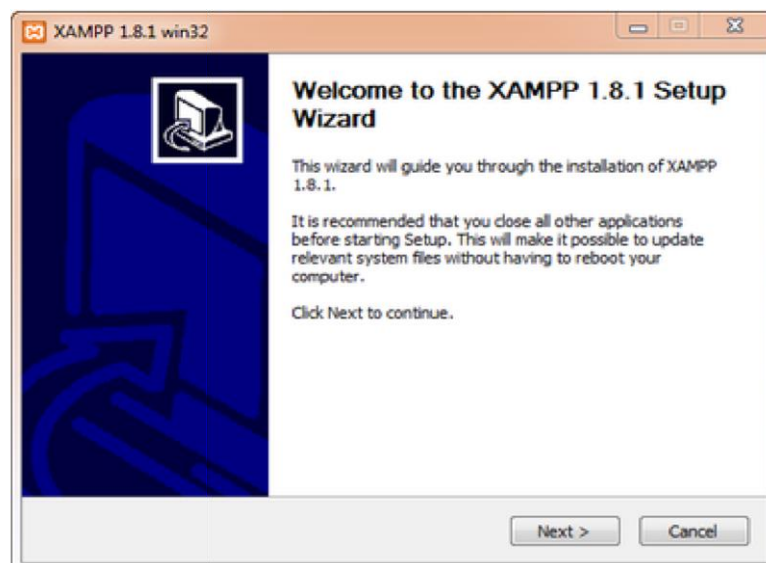 XAMPP 1.8.1 win32
Welcome to the XAMPP 1.8.1 Setup
Wizard
This wizard will guide you through the installation of XAMPP
1.8.1.
It is recommended that you close all other applications
before starting Setup. This will make it possible to update
relevant system files without having to reboot your
computer.
Click Next to continue.
Next >
Cancel